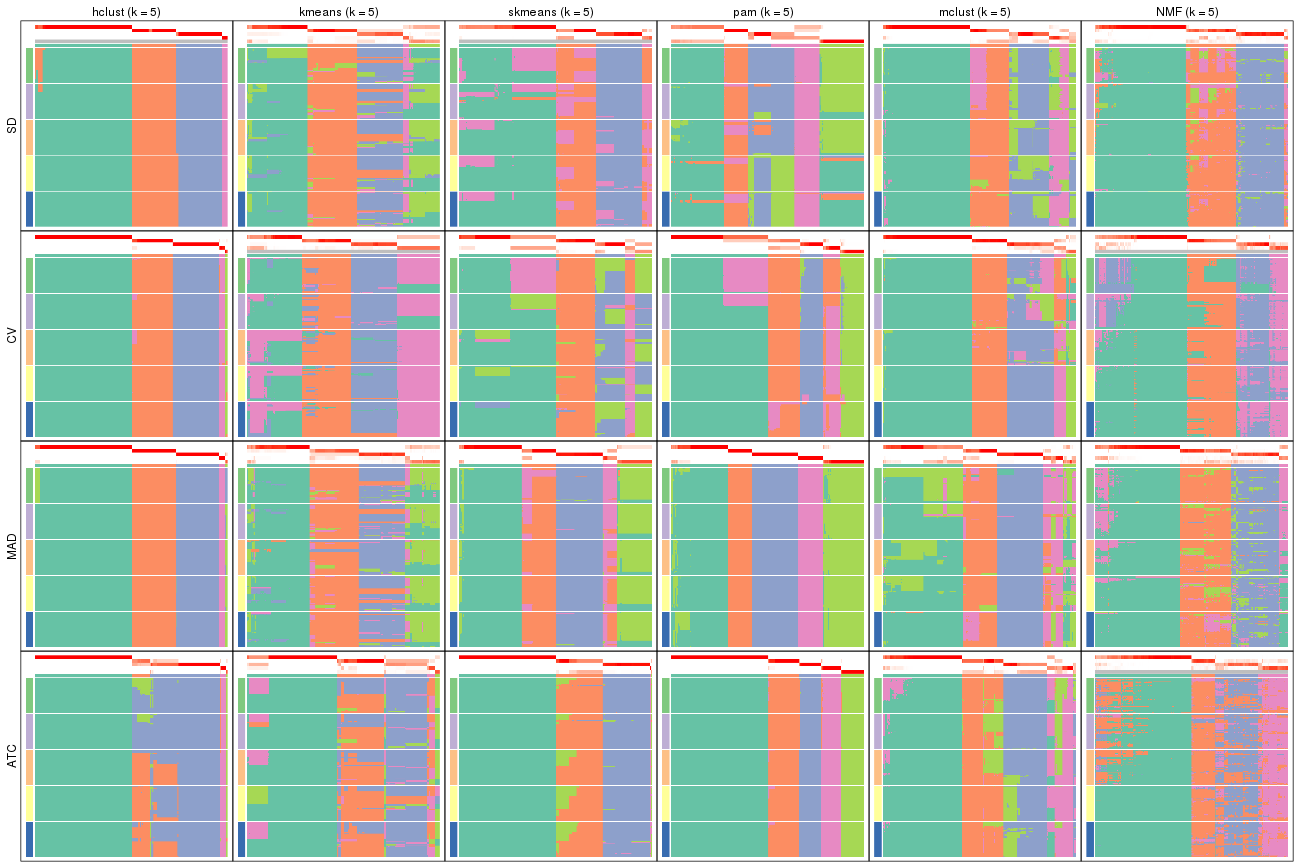 hclust (k = 5) kmeans (k = 5) skmeans (k = 5) pam (k = 5) mclust (k = 5) NMF (k = 5)
SD
CV
MAD
ATC